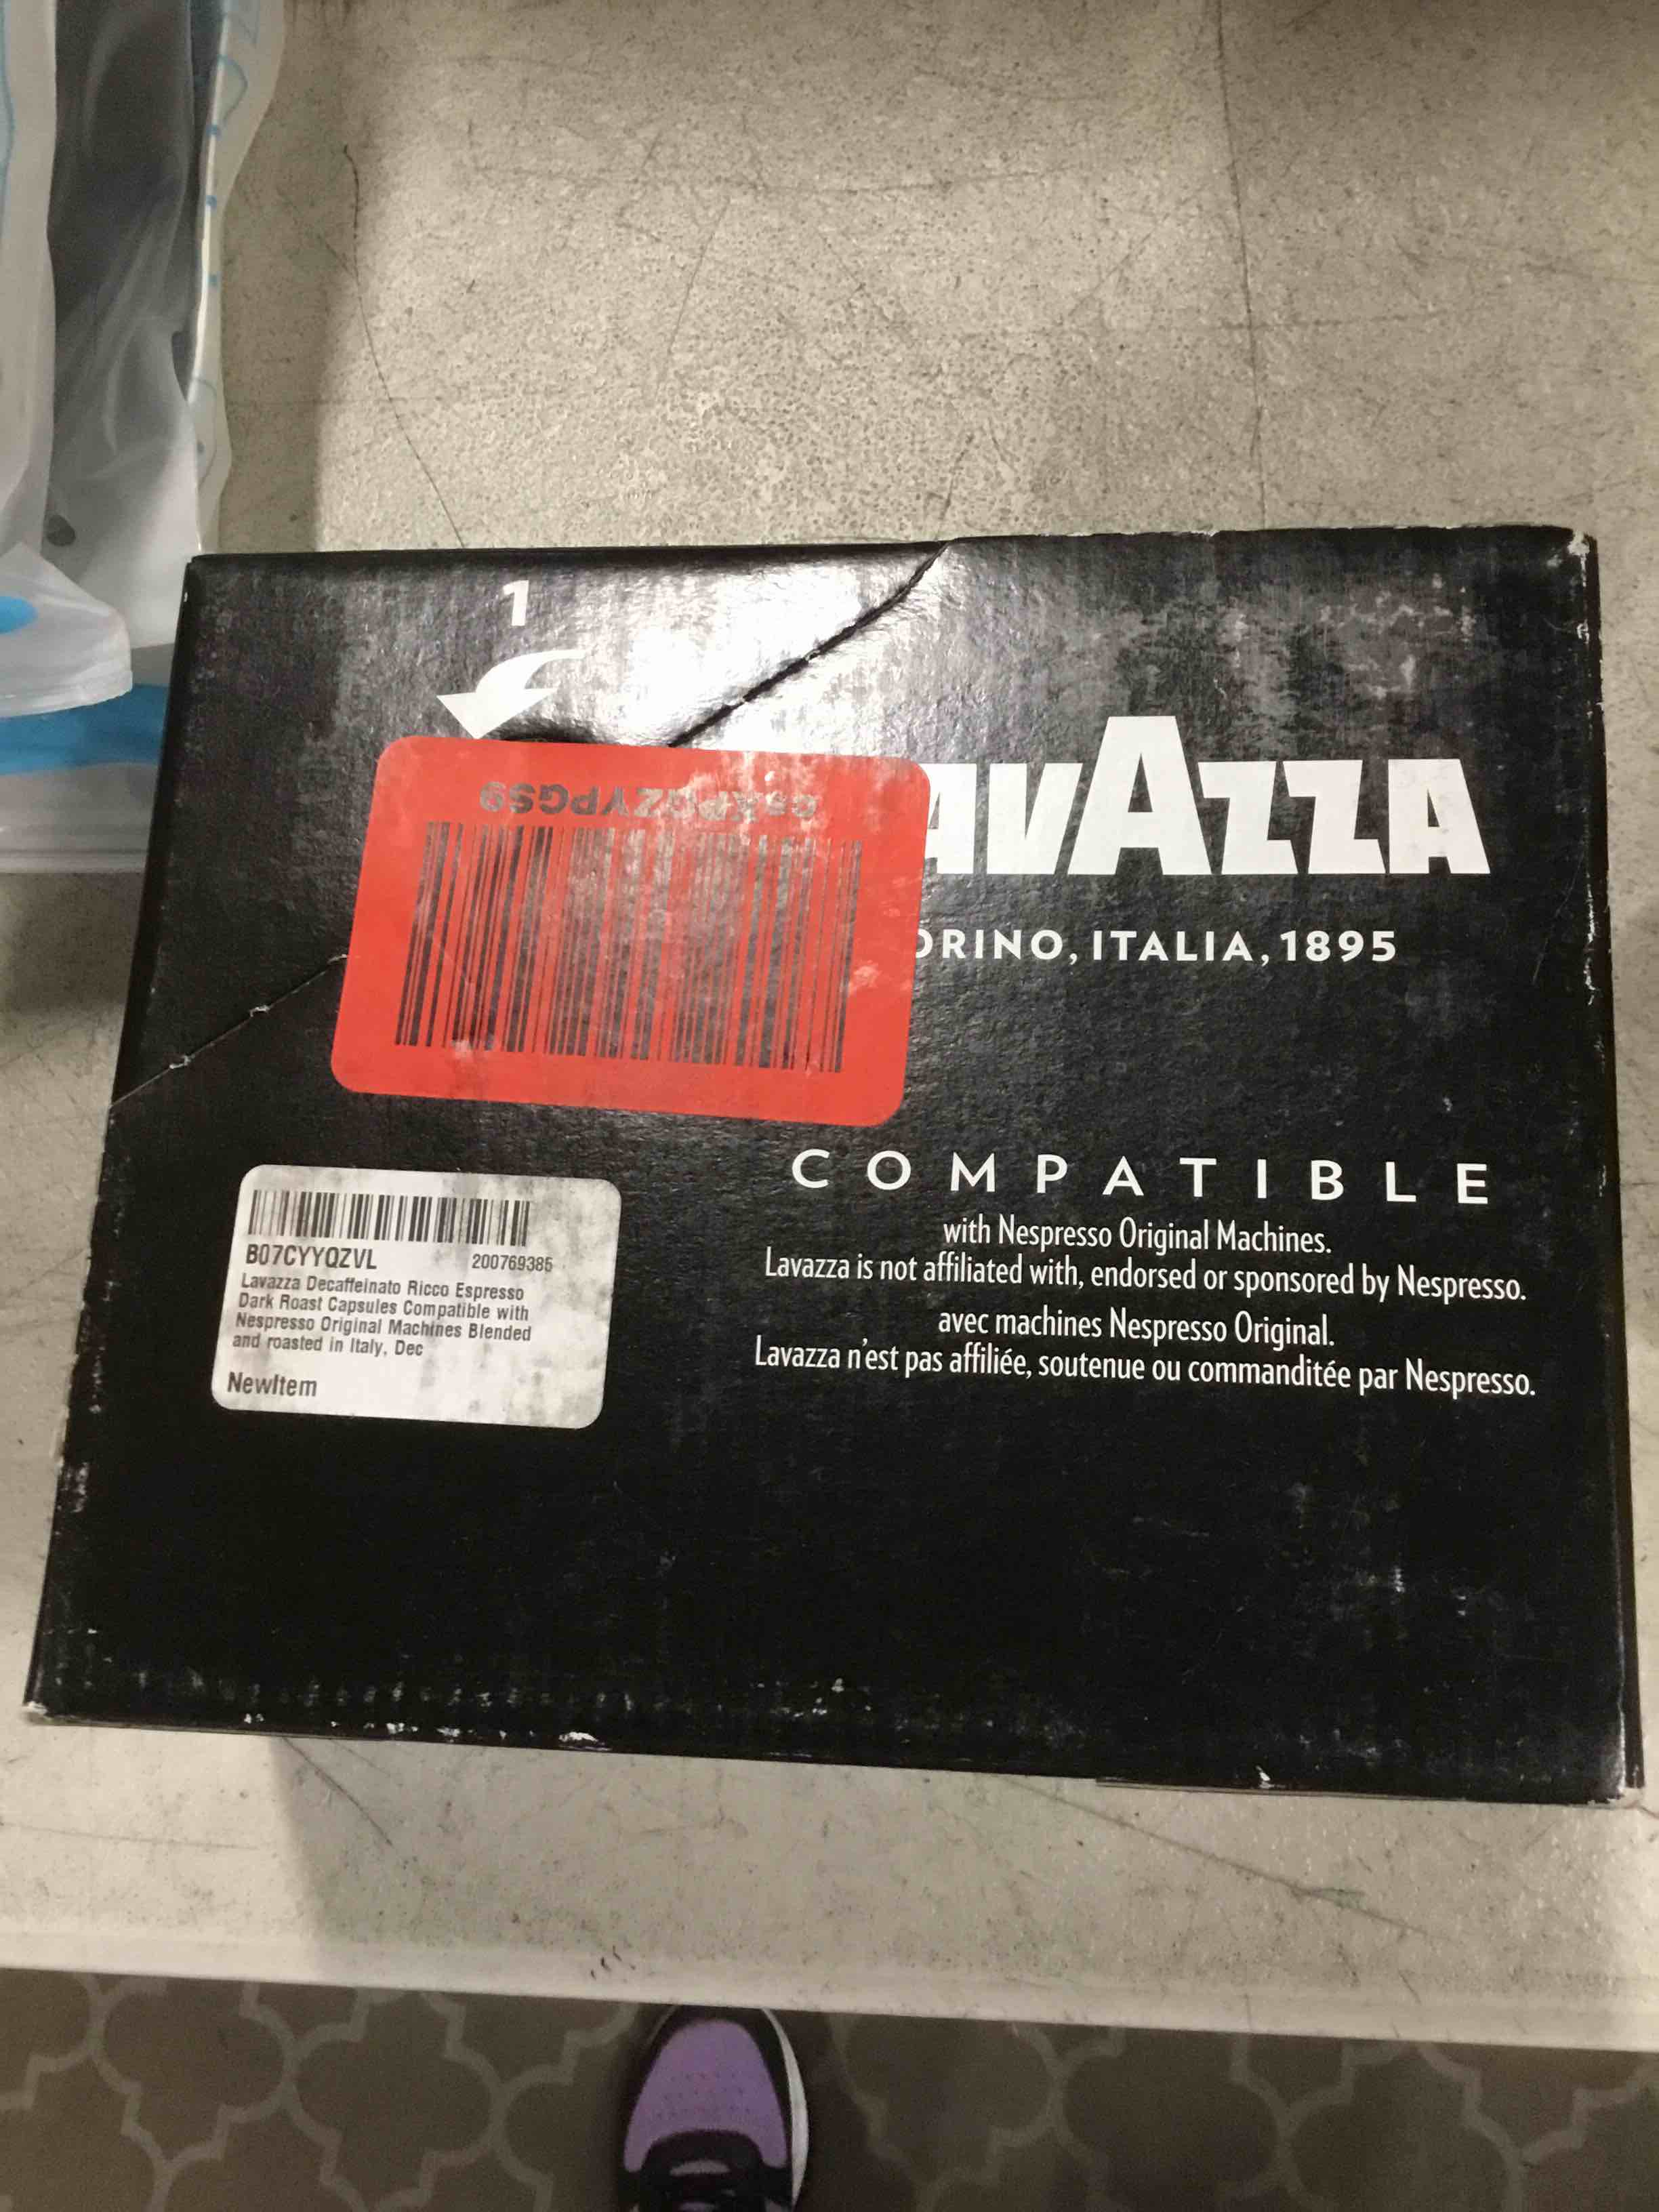 1
AVAZZA
ORINO, ITALIA, 1895
COMPATIBLE
with Nespresso Original Machines.
Lavazza is not affiliated with, endorsed or sponsored by Nespresso.
avec machines Nespresso Original.
Lavazza n'est pas affiliée, soutenue ou commanditée par Nespresso.
B07CYYQZVL 200769385
Lavazza Decaffeinato Ricco Espresso
Dark Roast Capsules Compatible with
Nespresso Original Machines Blended
and roasted in Italy, Dec
NewItem